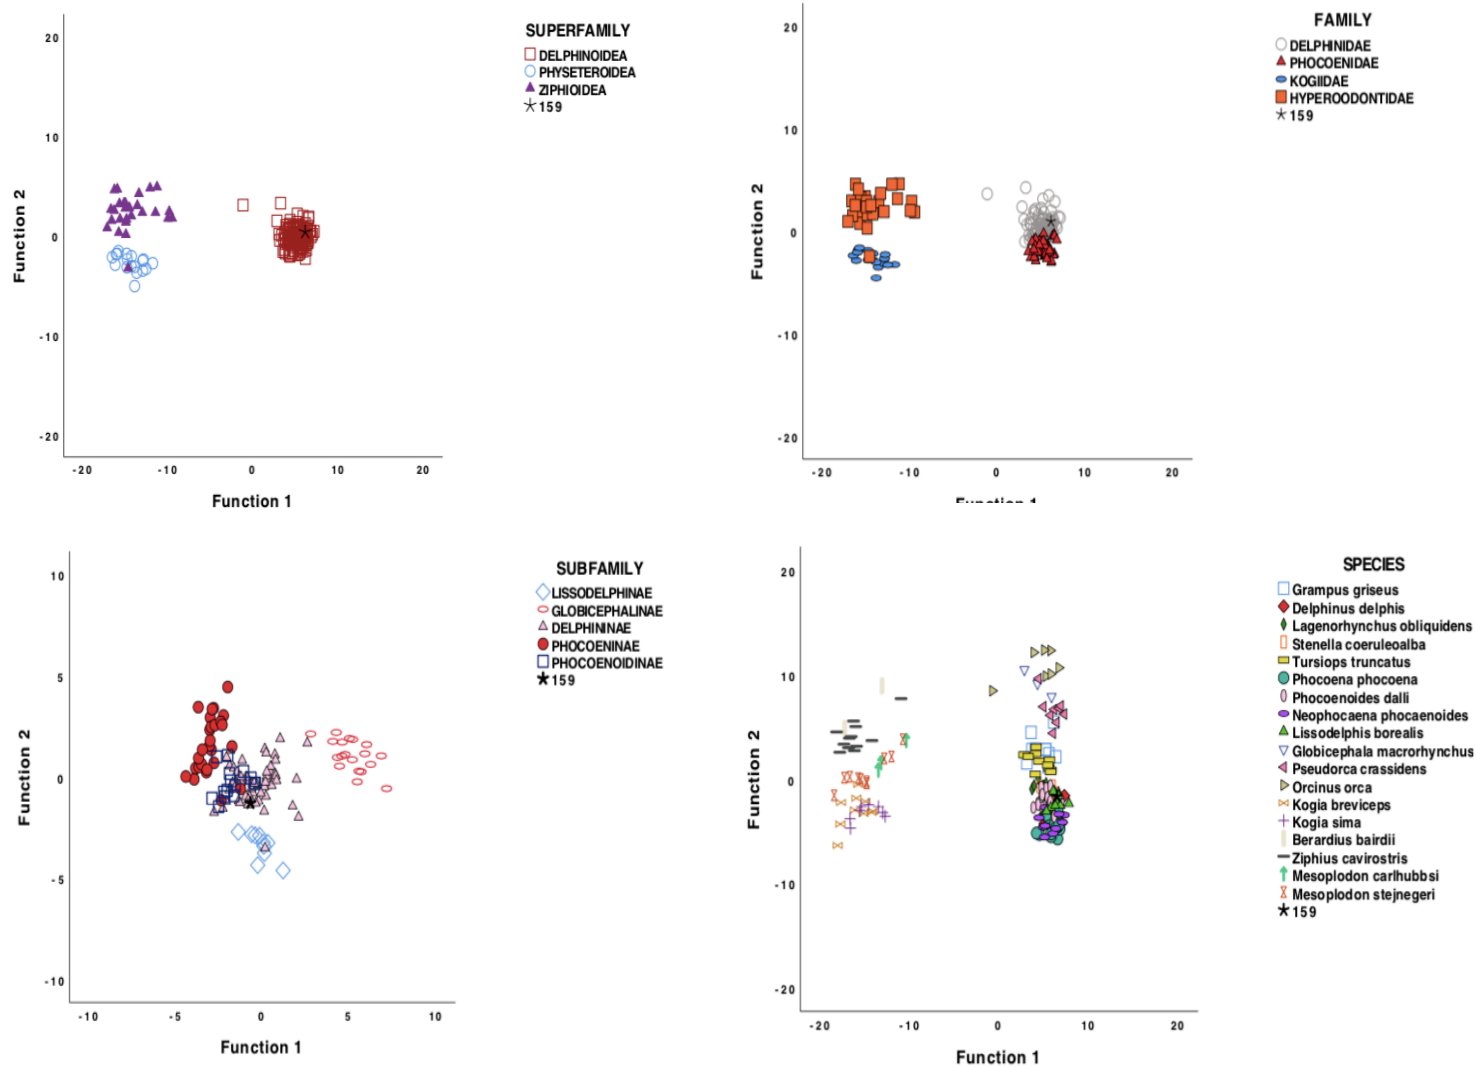 SUPERFAMILY
DELPHINOIDEA
PHYSETEROIDEA
ZIPHIOIDEA
159
20
10
0
-10
-20
Function 2
-20 -10 0 10 20
Function 1
FAMILY
DELPHINIDAE
PHOCOENIDAE
KOGIIDAE
HYPEROODONTIDAE
159
20
10
0
-10
-20
Function 2
-20 -10 0 10 20
Function 1
SUBFAMILY
LISSODELPHINAE
GLOBICEPHALINAE
DELPHININAE
PHOCOENINAE
PHOCOENOIDINAE
159
10
5
0
-5
-10
Function 2
-10 -5 0 5 10
Function 1
SPECIES
Grampus griseus
Delphinus delphis
Lagenorhynchus obliquidens
Stenella coeruleoalba
Tursiops truncatus
Phocoena phocoena
Phocoenoides dalli
Neophocaena phocaenoides
Lissodelphis borealis
Globicephala macrorhynchus
Pseudorca crassidens
Orcinus orca
Kogia breviceps
Kogia sima
Berardius bairdii
Ziphius cavirostris
Mesoplodon carlhubbsi
Mesoplodon stejnegeri
159
20
10
0
-10
-20
Function 2
-20 -10 0 10 20
Function 1